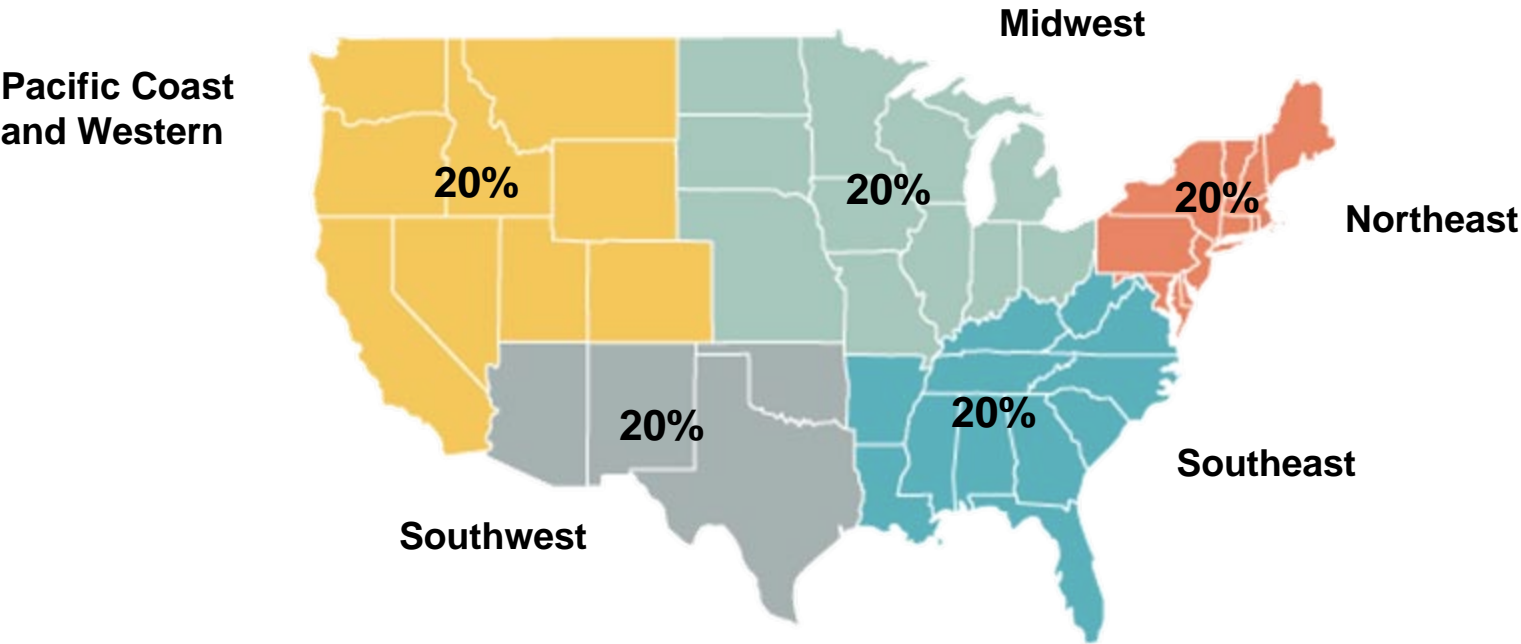 Midwest
Pacific Coast
and Western
20%
20%
20%
Northeast
20%
20%
Southeast
Southwest